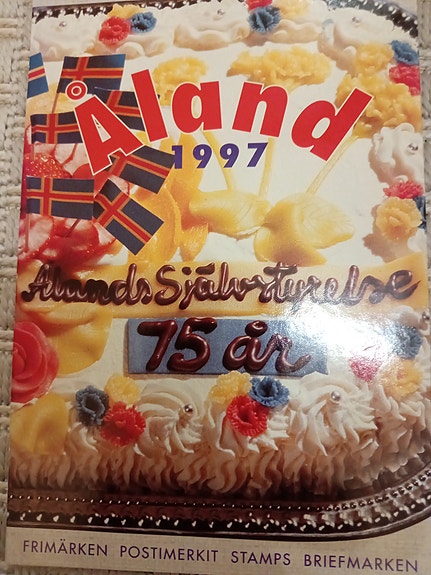 Åland
1997
Ålands Självstyrelse
75 år
FRIMÄRKEN POSTIMERKIT STAMPS BRIEFMARKEN